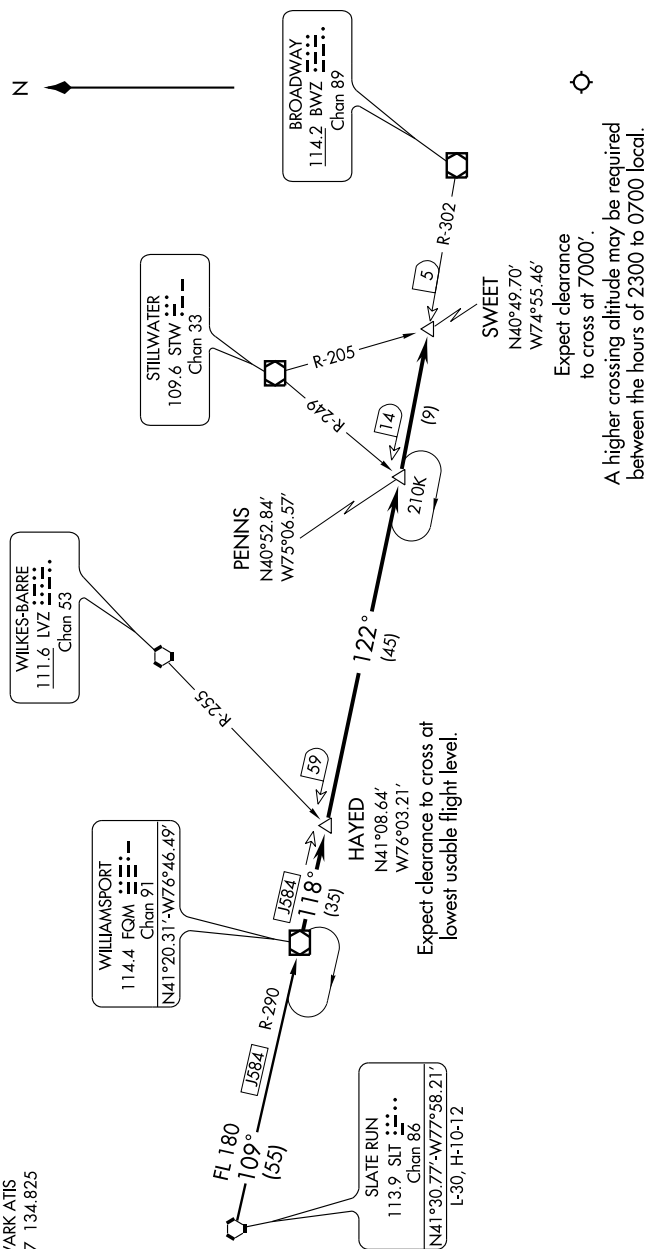 VARK ATIS
7 134.825
N
WILKES-BARRE
111.6 LVZ
Chan 53
STILLWATER
109.6 STW
Chan 33
BROADWAY
114.2 BWZ
Chan 89
WILLIAMSPORT
114.4 FQM
Chan 91
N41°20.31'-W76°46.49'
SLATE RUN
113.9 SLT
Chan 86
N41°30.77'-W77°58.21'
L-30, H-10-12
FL 180
109°
(55)
J584
R-290
J584
118°
(35)
HAYED
N41°08.64'
W76°03.21'
Expect clearance to cross at
lowest usable flight level.
R-255
59
122°
(45)
PENNS
N40°52.84'
W75°06.57'
210K
R-249
R-205
14
(9)
5
R-302
SWEET
N40°49.70'
W74°55.46'
Expect clearance
to cross at 7000'.
A higher crossing altitude may be required
between the hours of 2300 to 0700 local.